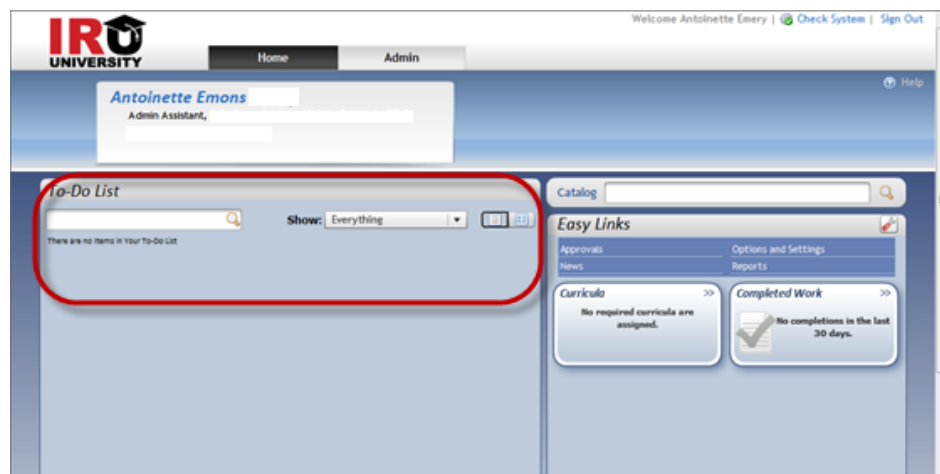 Welcome Antoinette Emery | Check System | Sign Out
IRU
UNIVERSITY
Home
Admin
Help
Antoinette Emons
Admin Assistant,
To-Do List
Show: Everything
There are no items in Your To-Do List
Catalog
Easy Links
Approvals
Options and Settings
News
Reports
Curricula >>
No required curricula are
assigned.
Completed Work >>
No completions in the last
30 days.